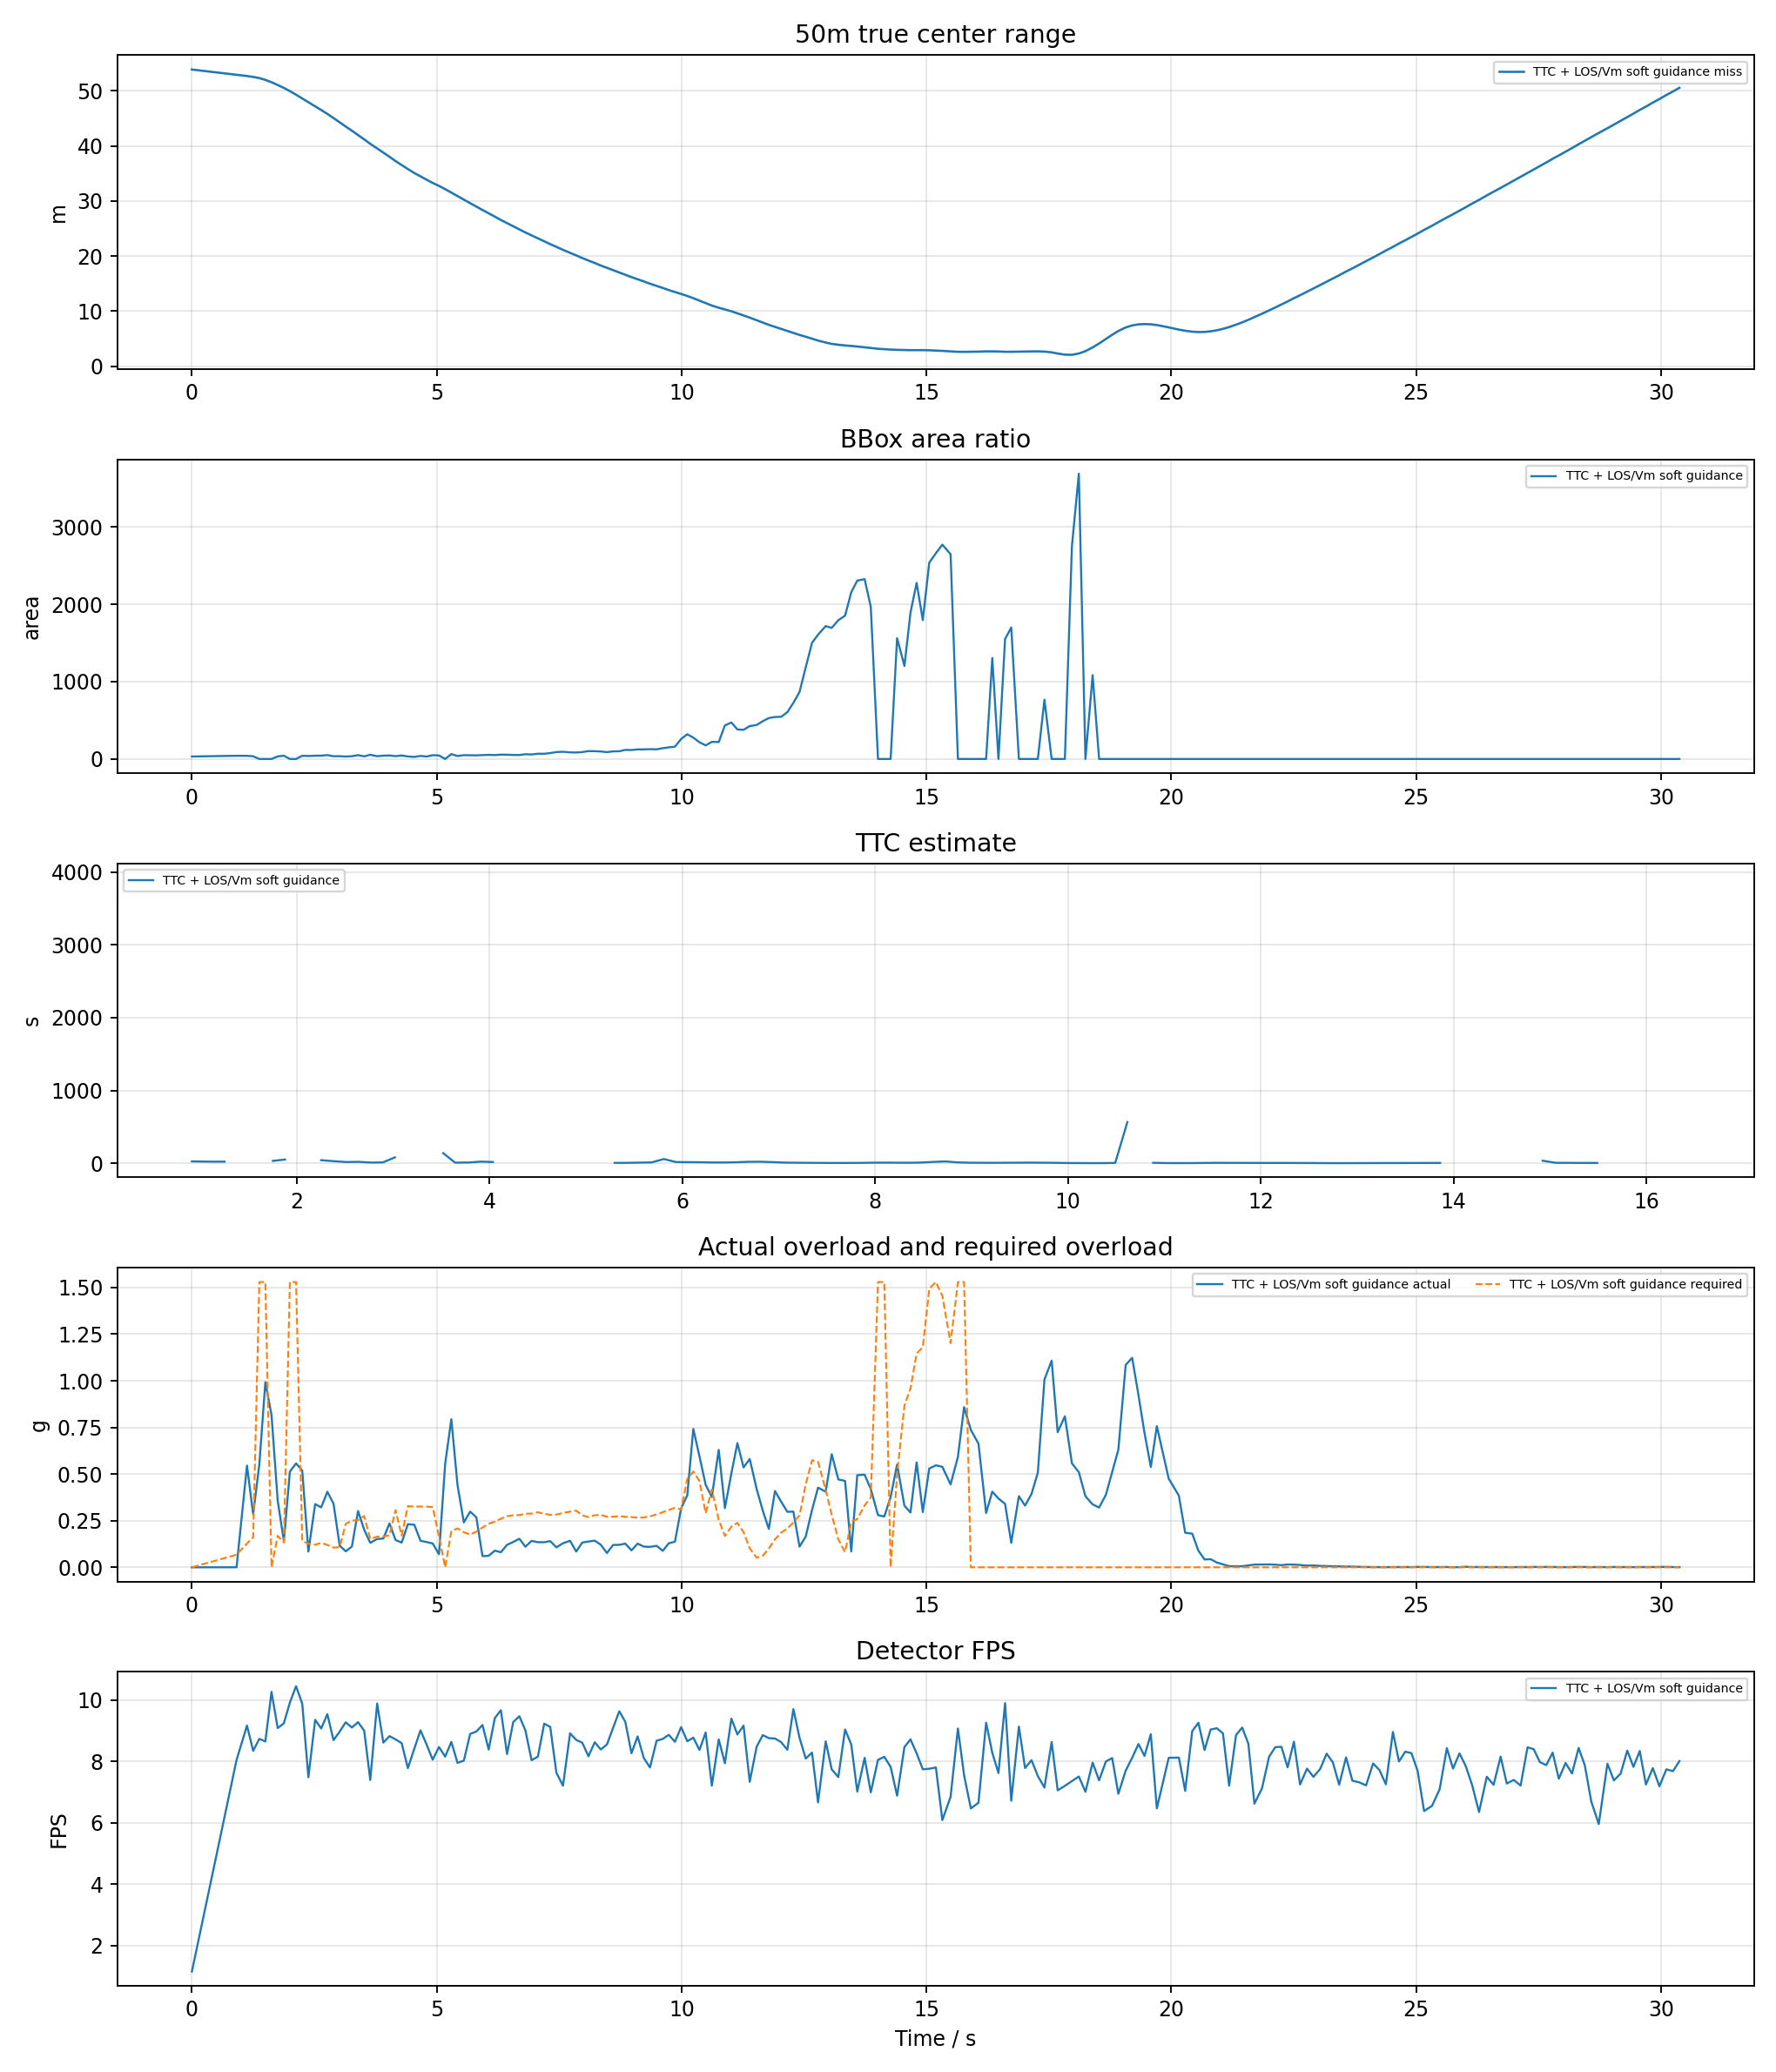 50m true center range
TTC + LOS/Vm soft guidance miss
50
40
30
20
10
0
m
0 5 10 15 20 25 30
BBox area ratio
TTC + LOS/Vm soft guidance
3000
2000
1000
0
area
0 5 10 15 20 25 30
TTC estimate
TTC + LOS/Vm soft guidance
4000
3000
2000
1000
0
s
2 4 6 8 10 12 14 16
Actual overload and required overload
TTC + LOS/Vm soft guidance actual TTC + LOS/Vm soft guidance required
1.50
1.25
1.00
0.75
0.50
0.25
0.00
g
0 5 10 15 20 25 30
Detector FPS
TTC + LOS/Vm soft guidance
10
8
6
4
2
FPS
0 5 10 15 20 25 30
Time / s